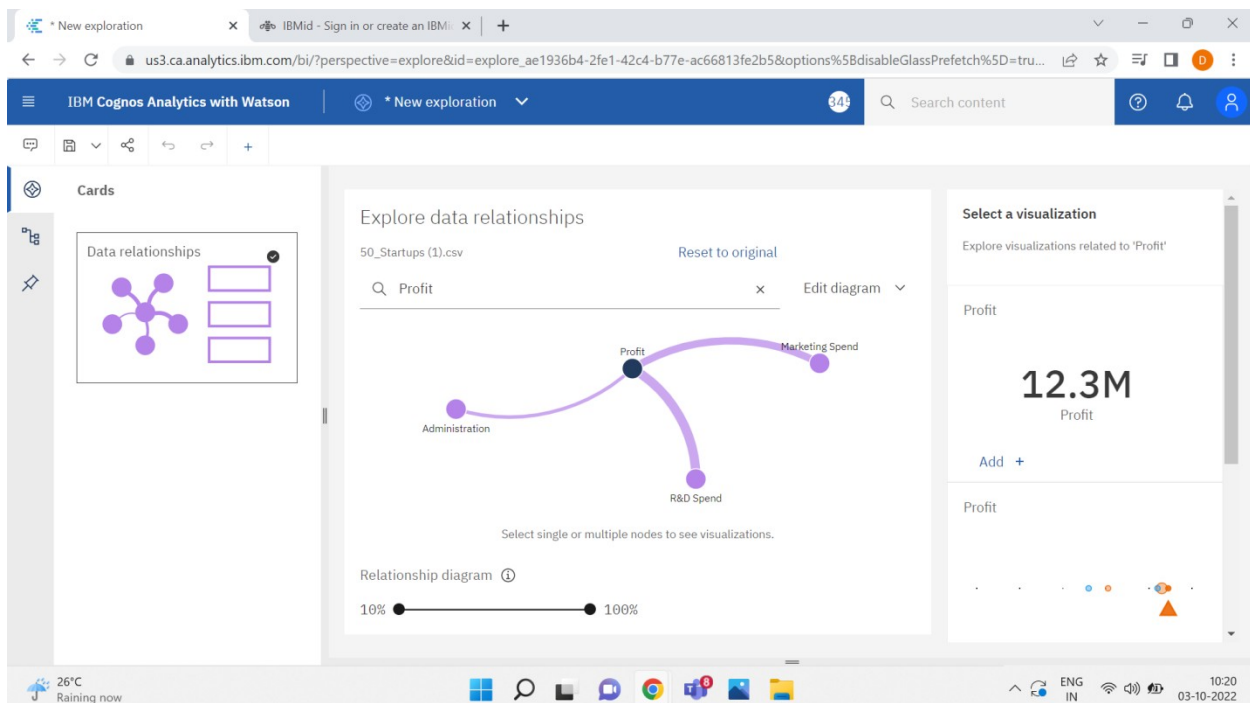 * New exploration
IBMid - Sign in or create an IBMi
us3.ca.analytics.ibm.com/bi/?perspective=explore&id=explore_ae1936b4-2fe1-42c4-b77e-ac66813fe2b5&options%5BdisableGlassPrefetch%5D=tru...
D
IBM Cognos Analytics with Watson
* New exploration
345
Search content
Cards
Data relationships
Explore data relationships
50_Startups (1).csv
Reset to original
Profit
Edit diagram
Profit
Marketing Spend
Administration
R&D Spend
Select single or multiple nodes to see visualizations.
Relationship diagram
10%
100%
Select a visualization
Explore visualizations related to 'Profit'
Profit
12.3M
Profit
Add +
Profit
26°C
Raining now
8
ENG
IN
10:20
03-10-2022